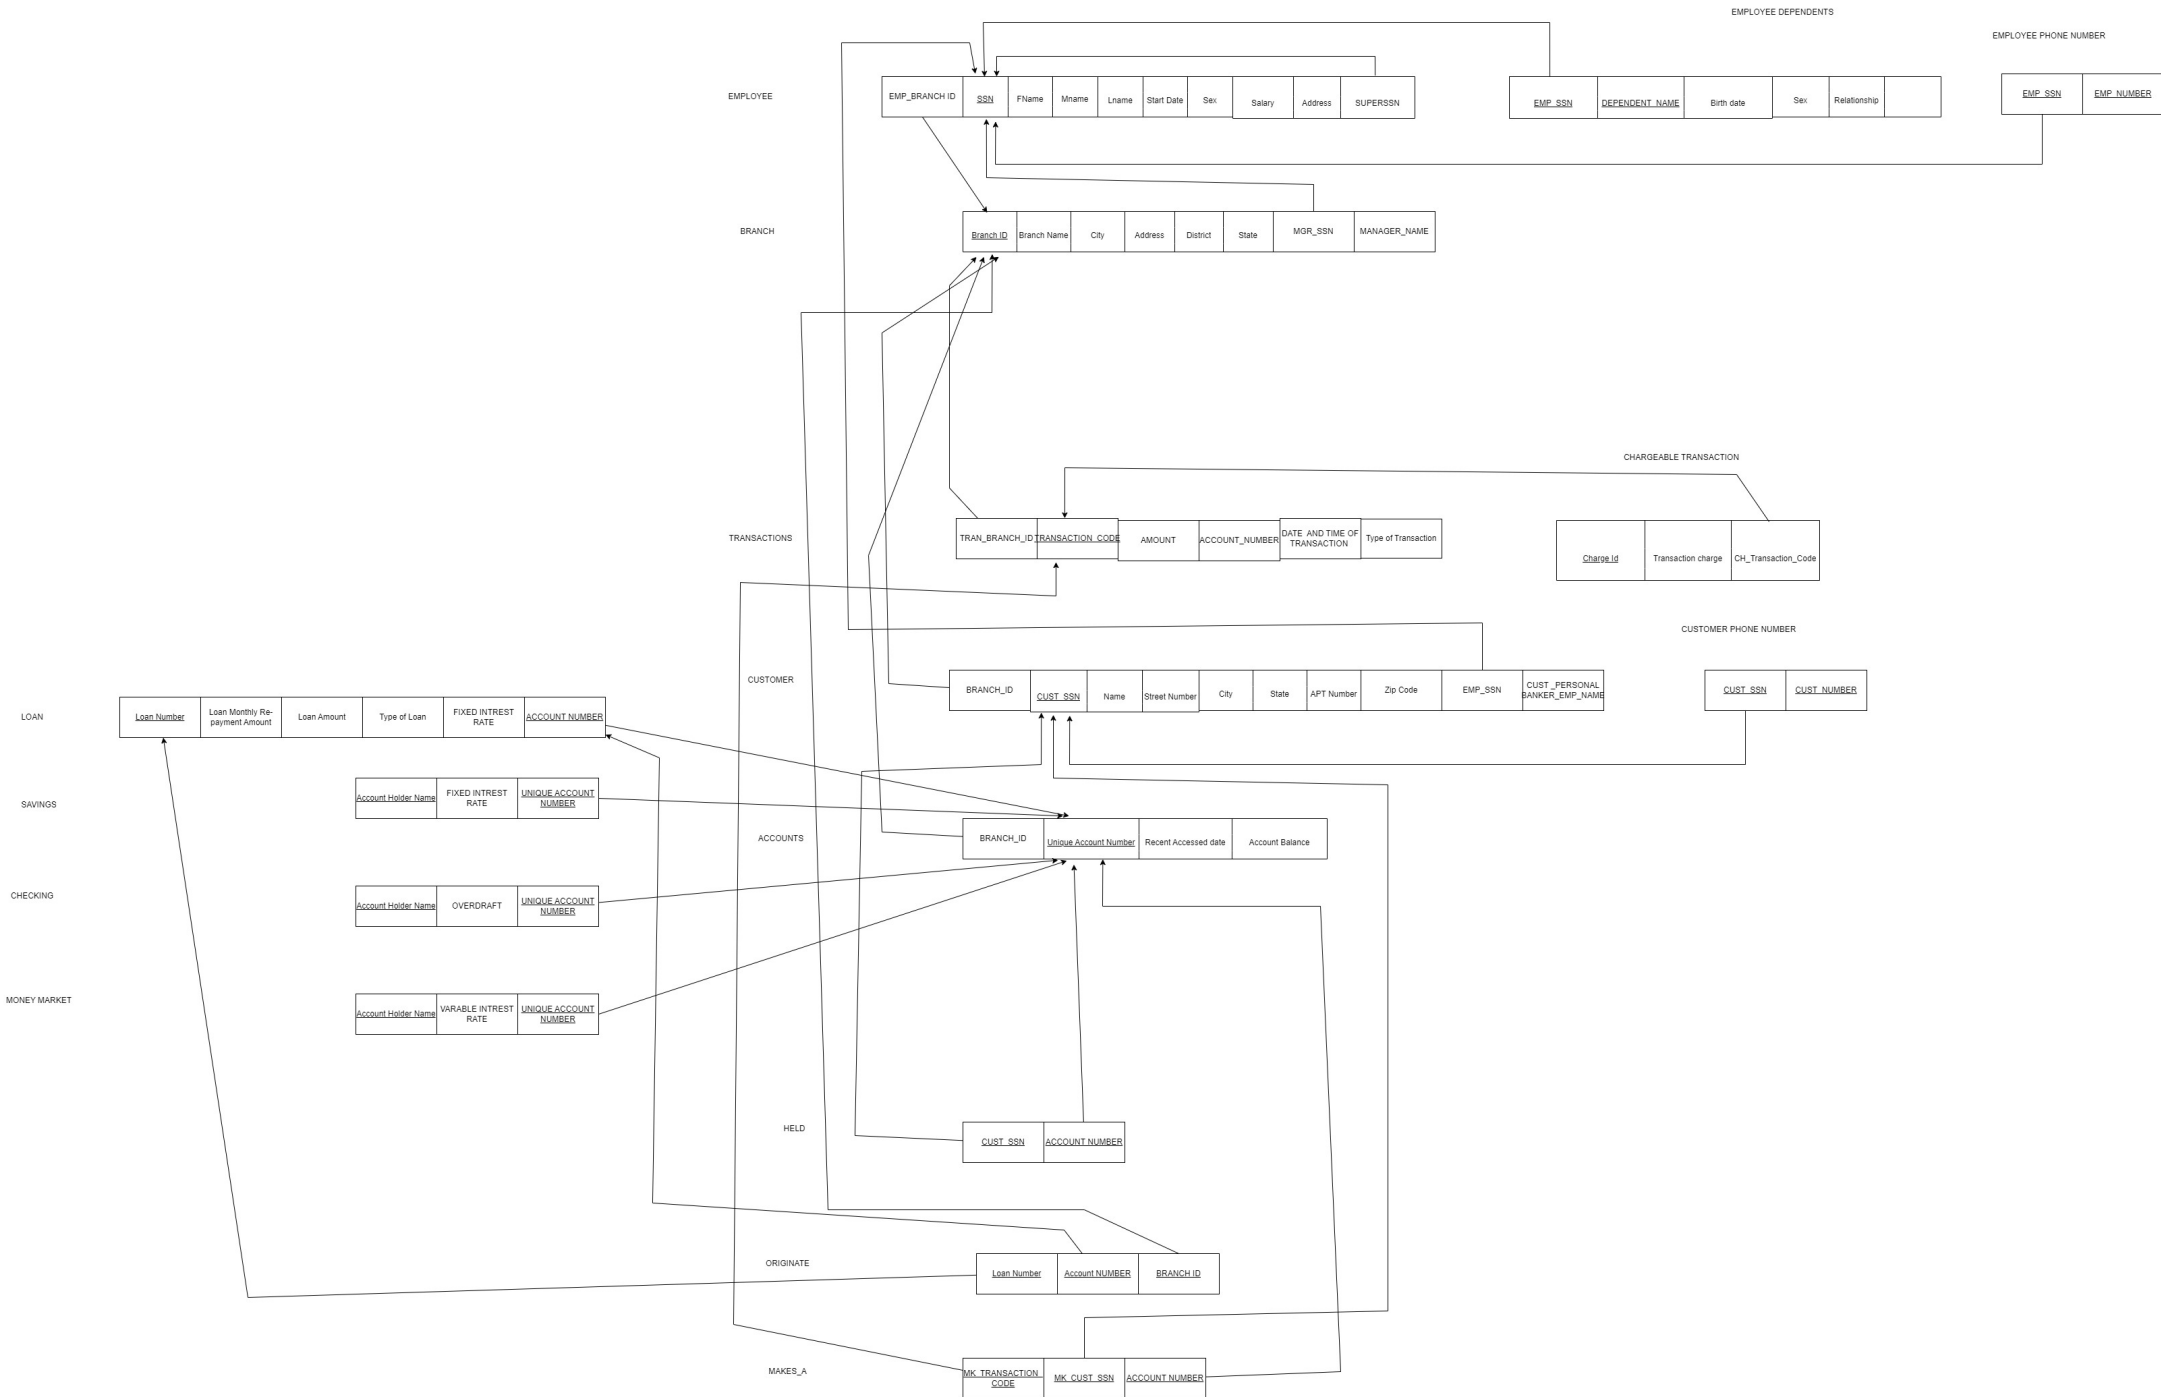 EMPLOYEE DEPENDENTS
EMPLOYEE PHONE NUMBER
EMPLOYEE
EMP_BRANCH ID
SSN
FName
Mname
Lname
Start Date
Sex
Salary
Address
SUPERSSN
EMP_SSN
DEPENDENT_NAME
Birth date
Sex
Relationship
EMP_SSN
EMP_NUMBER
BRANCH
Branch ID
Branch Name
City
Address
District
State
MGR_SSN
MANAGER_NAME
CHARGEABLE TRANSACTION
TRANSACTIONS
TRAN_BRANCH_ID
TRANSACTION_CODE
AMOUNT
ACCOUNT_NUMBER
DATE AND TIME OF
TRANSACTION
Type of Transaction
Charge Id
Transaction charge
CH_Transaction_Code
CUSTOMER PHONE NUMBER
CUSTOMER
BRANCH_ID
CUST_SSN
Name
Street Number
City
State
APT Number
Zip Code
EMP_SSN
CUST _PERSONAL
BANKER_EMP_NAME
CUST_SSN
CUST_NUMBER
LOAN
Loan Number
Loan Monthly Re-
payment Amount
Loan Amount
Type of Loan
FIXED INTREST
RATE
ACCOUNT NUMBER
SAVINGS
Account Holder Name
FIXED INTREST
RATE
UNIQUE ACCOUNT
NUMBER
ACCOUNTS
BRANCH_ID
Unique Account Number
Recent Accessed date
Account Balance
CHECKING
Account Holder Name
OVERDRAFT
UNIQUE ACCOUNT
NUMBER
MONEY MARKET
Account Holder Name
VARABLE INTREST
RATE
UNIQUE ACCOUNT
NUMBER
HELD
CUST_SSN
ACCOUNT NUMBER
ORIGINATE
Loan Number
Account NUMBER
BRANCH ID
MAKES_A
MK_TRANSACTION_
CODE
MK_CUST_SSN
ACCOUNT NUMBER